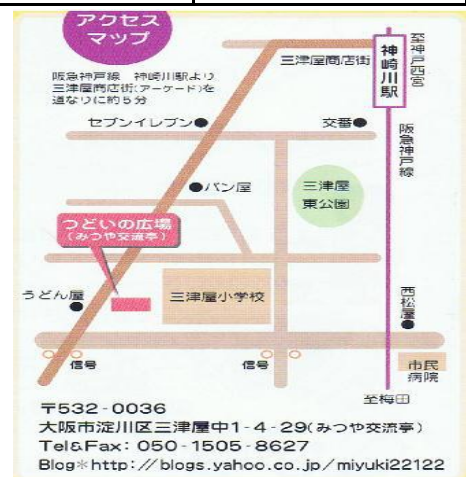 アクセス
マップ
阪急神戸線 神崎川駅より
三津屋商店街(アーケード)を
道なりに約5分
三津屋商店街
神崎川駅
至神戸西宮
セブンイレブン●
交番●
阪急神戸線
●パン屋
三津屋
東公園
つどいの広場
(みつや交流亭)
うどん屋
三津屋小学校
西松屋
信号
信号
市民
病院
至梅田
〒532-0036
大阪市淀川区三津屋中1-4-29(みつや交流亭)
Tel&Fax: 050-1505-8627
Blog*http://blogs.yahoo.co.jp/miyuki22122